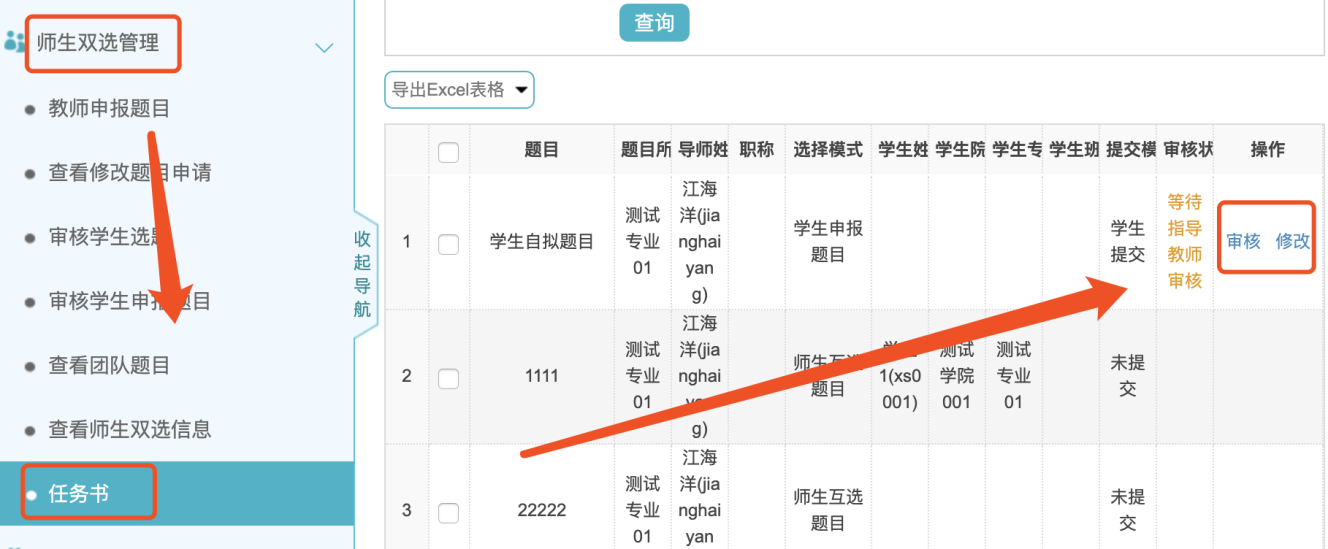 师生双选管理
教师申报题目
查看修改题目申请
审核学生选题
审核学生申报题目
查看团队题目
查看师生双选信息
任务书
收
起
导
航
查询
导出Excel表格
题目 题目所 导师姓 职称 选择模式 学生姓 学生院 学生专 学生班 提交模 审核状 操作
1
学生自拟题目
测试
专业
01
江海
洋(jia
nghai
yan
g)
学生申报
题目
学生
提交
等待
指导
教师
审核
审核 修改
2
1111
测试
专业
01
江海
洋(jia
nghai
g)
师生互选
题目
1(xs0
001)
测试
学院
001
测试
专业
01
未提
交
3
22222
测试
专业
01
江海
洋(jia
nghai
yan
师生互选
题目
未提
交